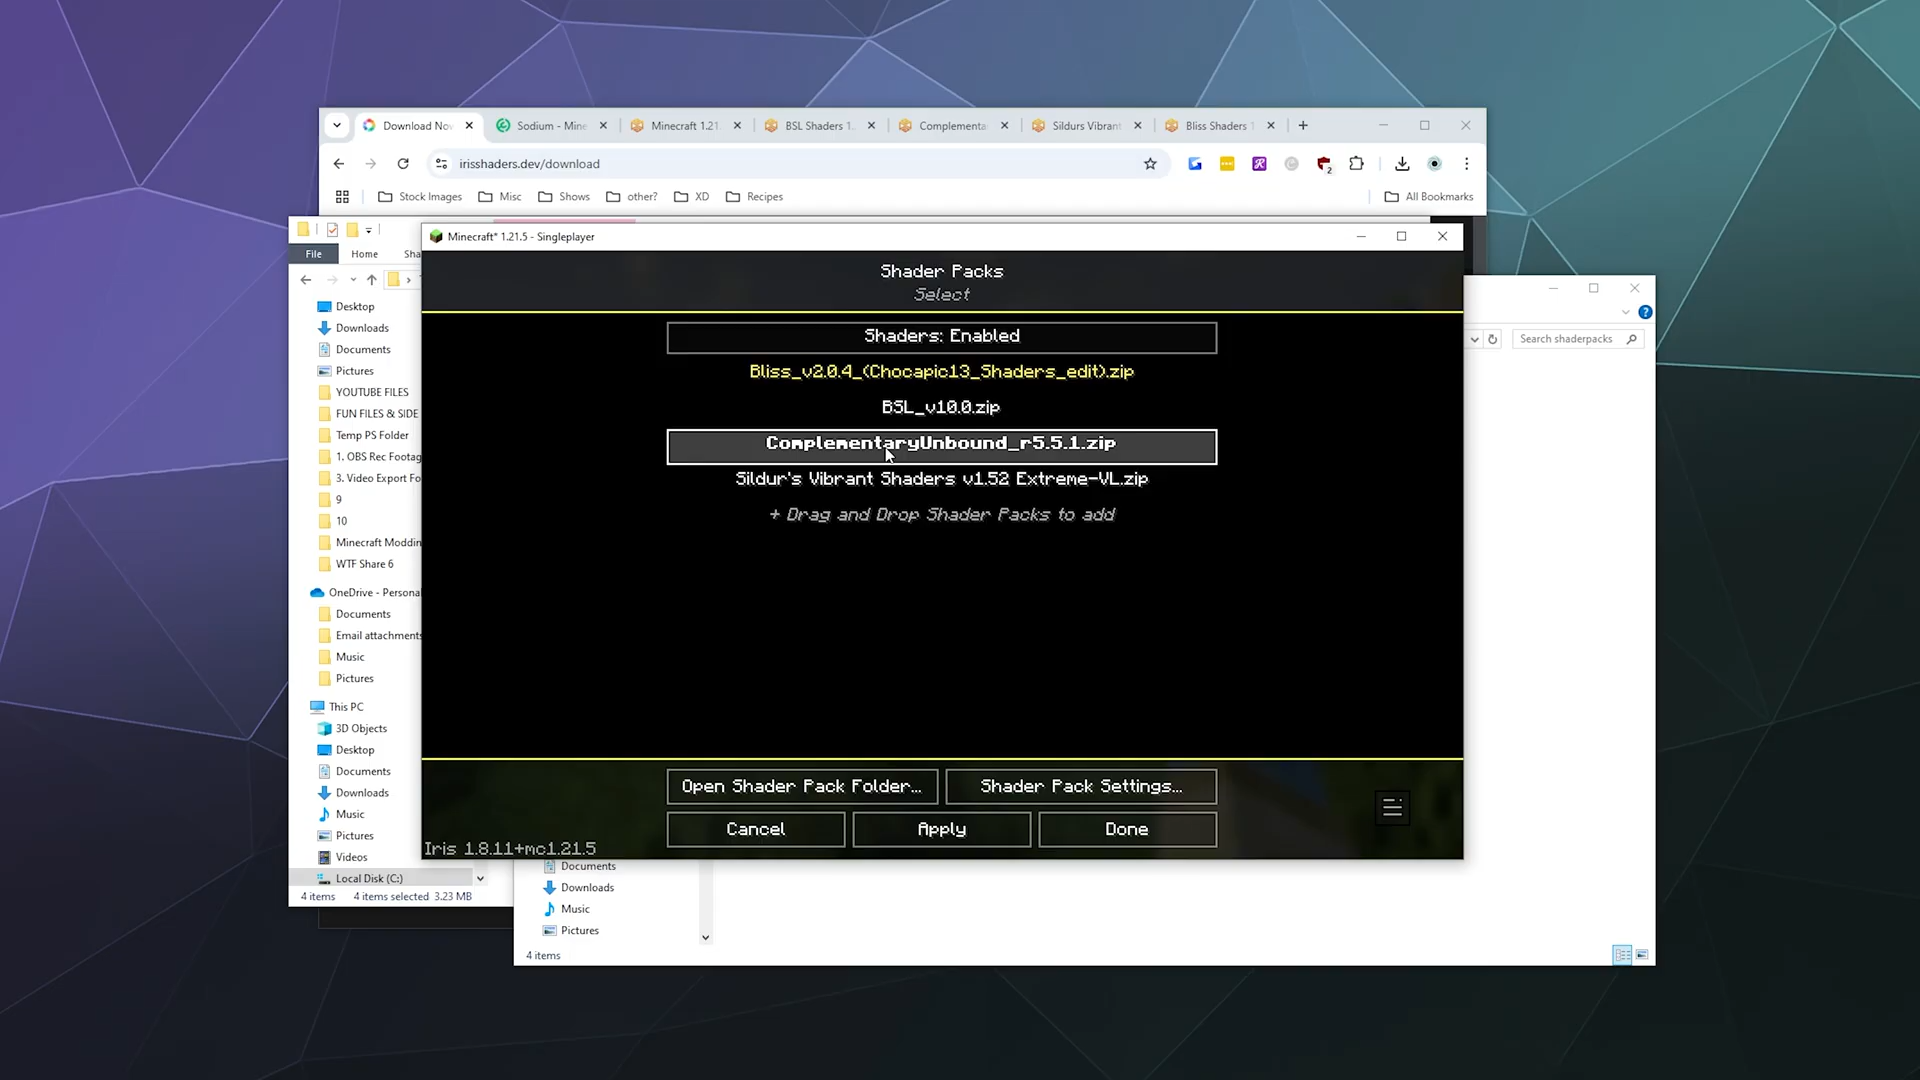 Download Nov
Sodium - Mine
Minecraft 1.21.
BSL Shaders 1.
Complementa
Sildurs Vibrant
Bliss Shaders 1
irisshaders.dev/download
2
Stock Images
Misc
Shows
other?
XD
Recipes
All Bookmarks
File
Home
Sha
Minecraft* 1.21.5 - Singleplayer
Shader Packs
Select
Shaders: Enabled
Bliss_v2.0.4_(Chocapic13_Shaders_edit).zip
BSL_v10.0.zip
ComplementaryUnbound_r5.5.1.zip
Sildur's Vibrant Shaders v1.52 Extreme-VL.zip
+ Drag and Drop Shader Packs to add
Open Shader Pack Folder...
Shader Pack Settings...
Cancel
Apply
Done
Iris 1.8.11+mc1.21.5
Desktop
Downloads
Documents
Pictures
YOUTUBE FILES
FUN FILES & SIDE
Temp PS Folder
1. OBS Rec Footag
3. Video Export Fo
9
10
Minecraft Moddin
WTF Share 6
OneDrive - Persona
Documents
Email attachments
Music
Pictures
This PC
3D Objects
Desktop
Documents
Downloads
Music
Pictures
Videos
Local Disk (C:)
4 items
4 items selected 3.23 MB
Search shaderpacks
Documents
Downloads
Music
Pictures
4 items